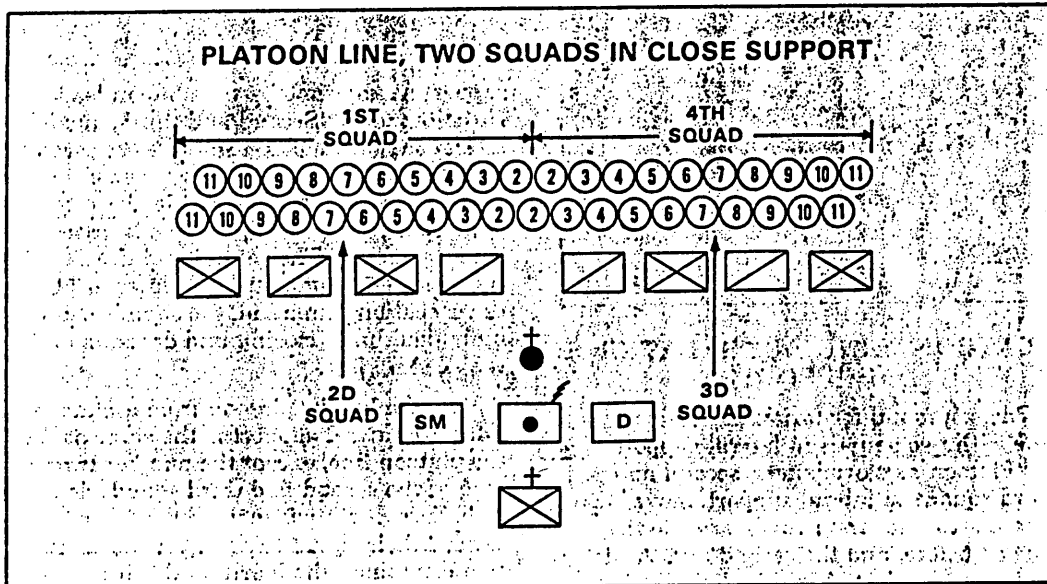 PLATOON LINE, TWO SQUADS IN CLOSE SUPPORT.
1ST
SQUAD
4TH
SQUAD
11 10 9 8 7 6 5 4 3 2 2 3 4 5 6 7 8 9 10 11
11 10 9 8 7 6 5 4 3 2 2 3 4 5 6 7 8 9 10 11
2D
SQUAD
SM
D
3D
SQUAD